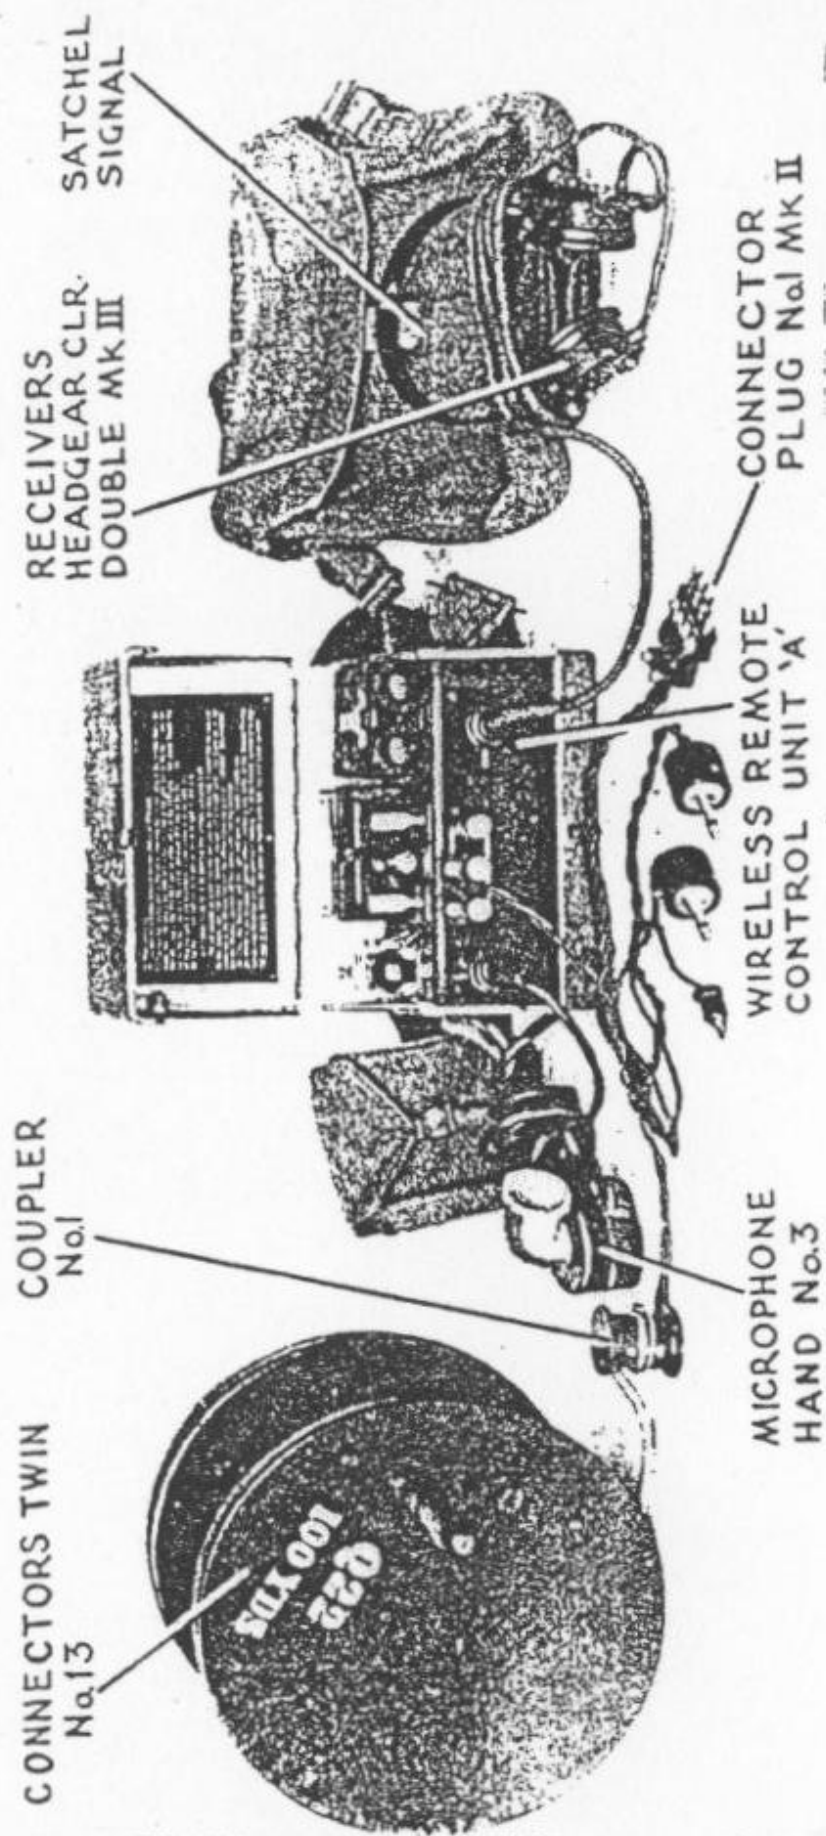 CONNECTORS TWIN
No.13
COUPLER
No.1
RECEIVERS
HEADGEAR CLR.
DOUBLE MK III
SATCHEL
SIGNAL
Q22
100 YDS
MICROPHONE
HAND No.3
WIRELESS REMOTE
CONTROL UNIT 'A'
CONNECTOR
PLUG No.1 MK II